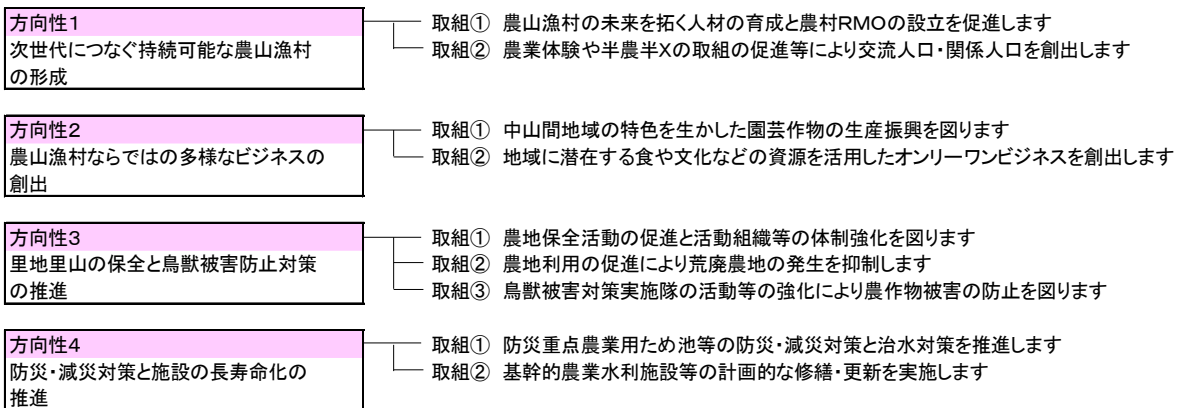 方向性1
次世代につなぐ持続可能な農山漁村
の形成
取組① 農山漁村の未来を拓く人材の育成と農村RMOの設立を促進します
取組② 農業体験や半農半Xの取組の促進等により交流人口・関係人口を創出します
方向性2
農山漁村ならではの多様なビジネスの
創出
取組① 中山間地域の特色を生かした園芸作物の生産振興を図ります
取組② 地域に潜在する食や文化などの資源を活用したオンリーワンビジネスを創出します
方向性3
里地里山の保全と鳥獣被害防止対策
の推進
取組① 農地保全活動の促進と活動組織等の体制強化を図ります
取組② 農地利用の促進により荒廃農地の発生を抑制します
取組③ 鳥獣被害対策実施隊の活動等の強化により農作物被害の防止を図ります
方向性4
防災・減災対策と施設の長寿命化の
推進
取組① 防災重点農業用ため池等の防災・減災対策と治水対策を推進します
取組② 基幹的農業水利施設等の計画的な修繕・更新を実施します